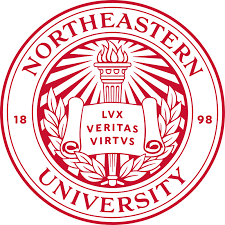 NORTHEASTERN
LVX
VERITAS
VIRTVS
18 98
UNIVERSITY